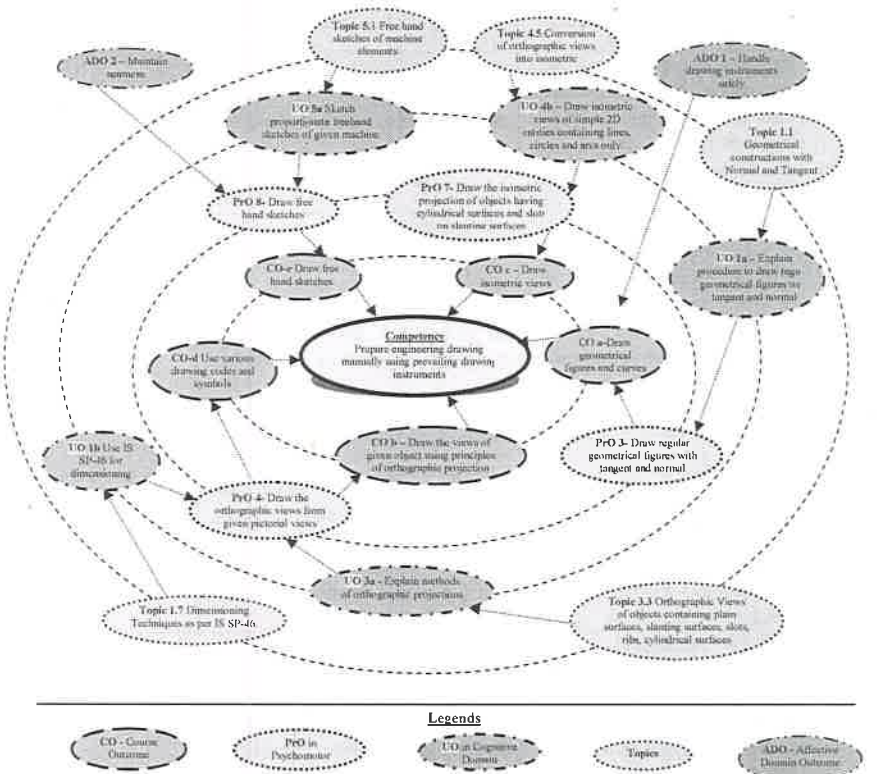 Topic 5.1 Free hand
sketches of machine
elements
Topic 4.5 Conversion
of orthographic views
into isometric
ADO 2 – Maintain
neatness
ADO 1 – Handle
drawing instruments
safely
UO 5a Sketch
proportionate freehand
sketches of given machine
UO 4b – Draw isometric
views of simple 2D
entities containing lines,
circles and arcs only
Topic 1.1
Geometrical
constructions with
Normal and Tangent
PrO 8- Draw free
hand sketches
PrO 7- Draw the isometric
projection of objects having
cylindrical surfaces and slots
on slanting surfaces
UO 1a – Explain
procedure to draw regu
geometrical figures wi
tangent and normal
CO-e Draw free
hand sketches
CO c – Draw
isometric views
Competency
Prepare engineering drawing
manually using prevailing drawing
instruments
CO a-Draw
geometrical
figures and curves
CO-d Use various
drawing codes and
symbols
CO b – Draw the views of
given object using principles
of orthographic projection
PrO 3- Draw regular
geometrical figures with
tangent and normal
UO 1b Use IS
SP-46 for
dimensioning
PrO 4- Draw the
orthographic views from
given pictorial views
UO 3a - Explain methods
of orthographic projections
Topic 1.7 Dimensioning
Techniques as per IS SP-46.
Topic 3.3 Orthographic Views
of objects containing plain
surfaces, slanting surfaces, slots,
ribs, cylindrical surfaces
Legends
CO - Course
Outcome
PrO in
Psychomotor
UO in Cognitive
Domain
Topics
ADO - Affective
Domain Outcome